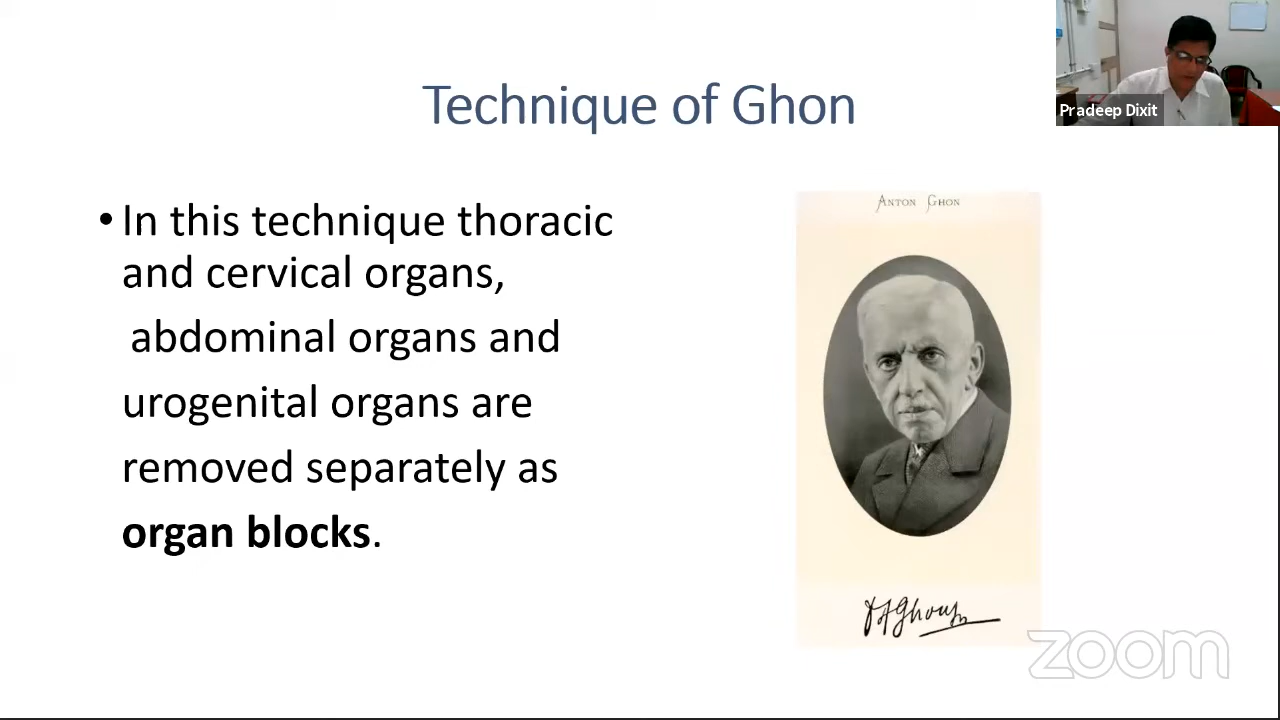 Technique of Ghon
Pradeep Dixit
• In this technique thoracic
and cervical organs,
abdominal organs and
urogenital organs are
removed separately as
organ blocks.
ANTON GHON
zoom